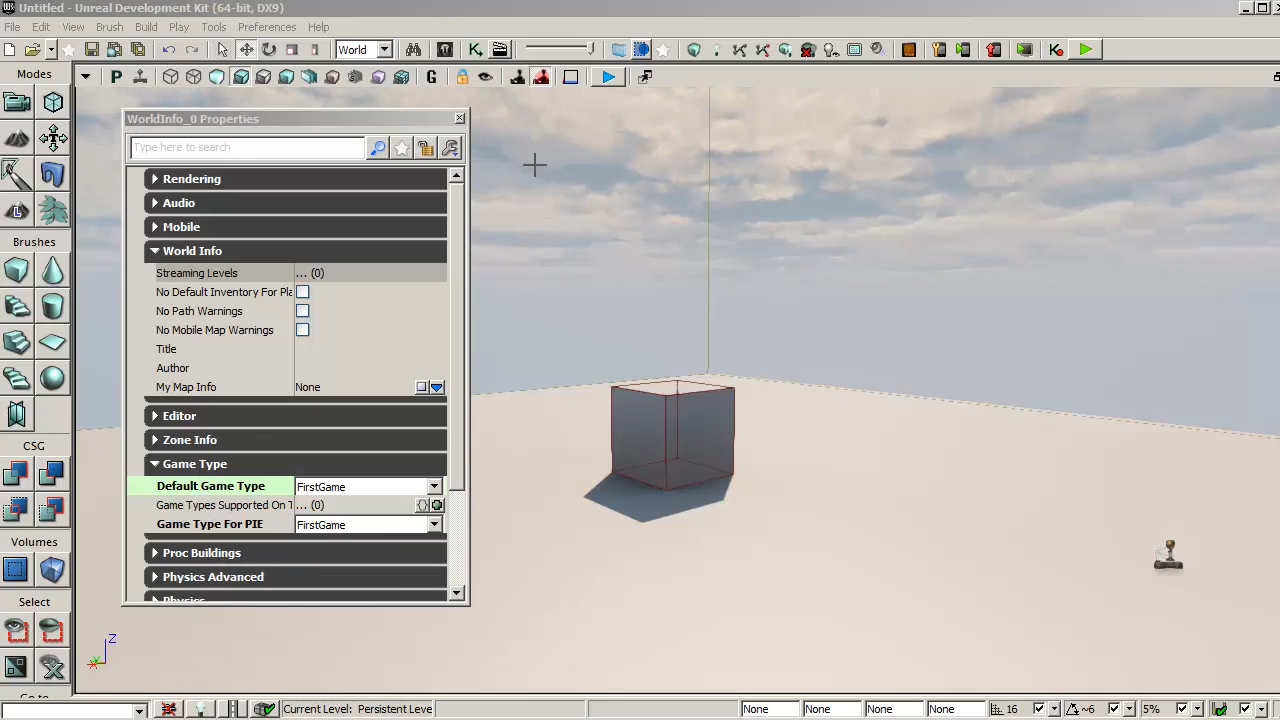 Untitled - Unreal Development Kit (64-bit, DX9)
File Edit View Brush Build Play Tools Preferences Help
World
Modes
P G
WorldInfo_0 Properties
Type here to search
Rendering
Audio
Mobile
World Info
Streaming Levels ... (0)
No Default Inventory For Pla
No Path Warnings
No Mobile Map Warnings
Title
Author
My Map Info None
Editor
Zone Info
Game Type
Default Game Type FirstGame
Game Types Supported On T ... (0)
Game Type For PIE FirstGame
Proc Buildings
Physics Advanced
Physics
L
Brushes
CSG
Volumes
Select
Go to
Z
Current Level: Persistent Leve
None None None None 16 ~6 5%